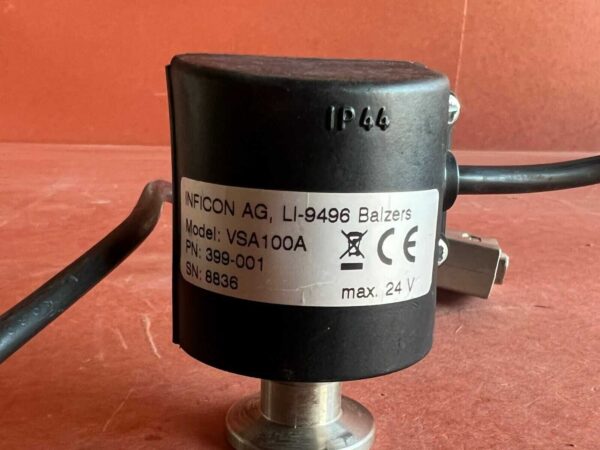 IP44
INFICON AG, LI-9496 Balzers
Model: VSA100A
PN: 399-001
SN: 8836
CE
max. 24 V